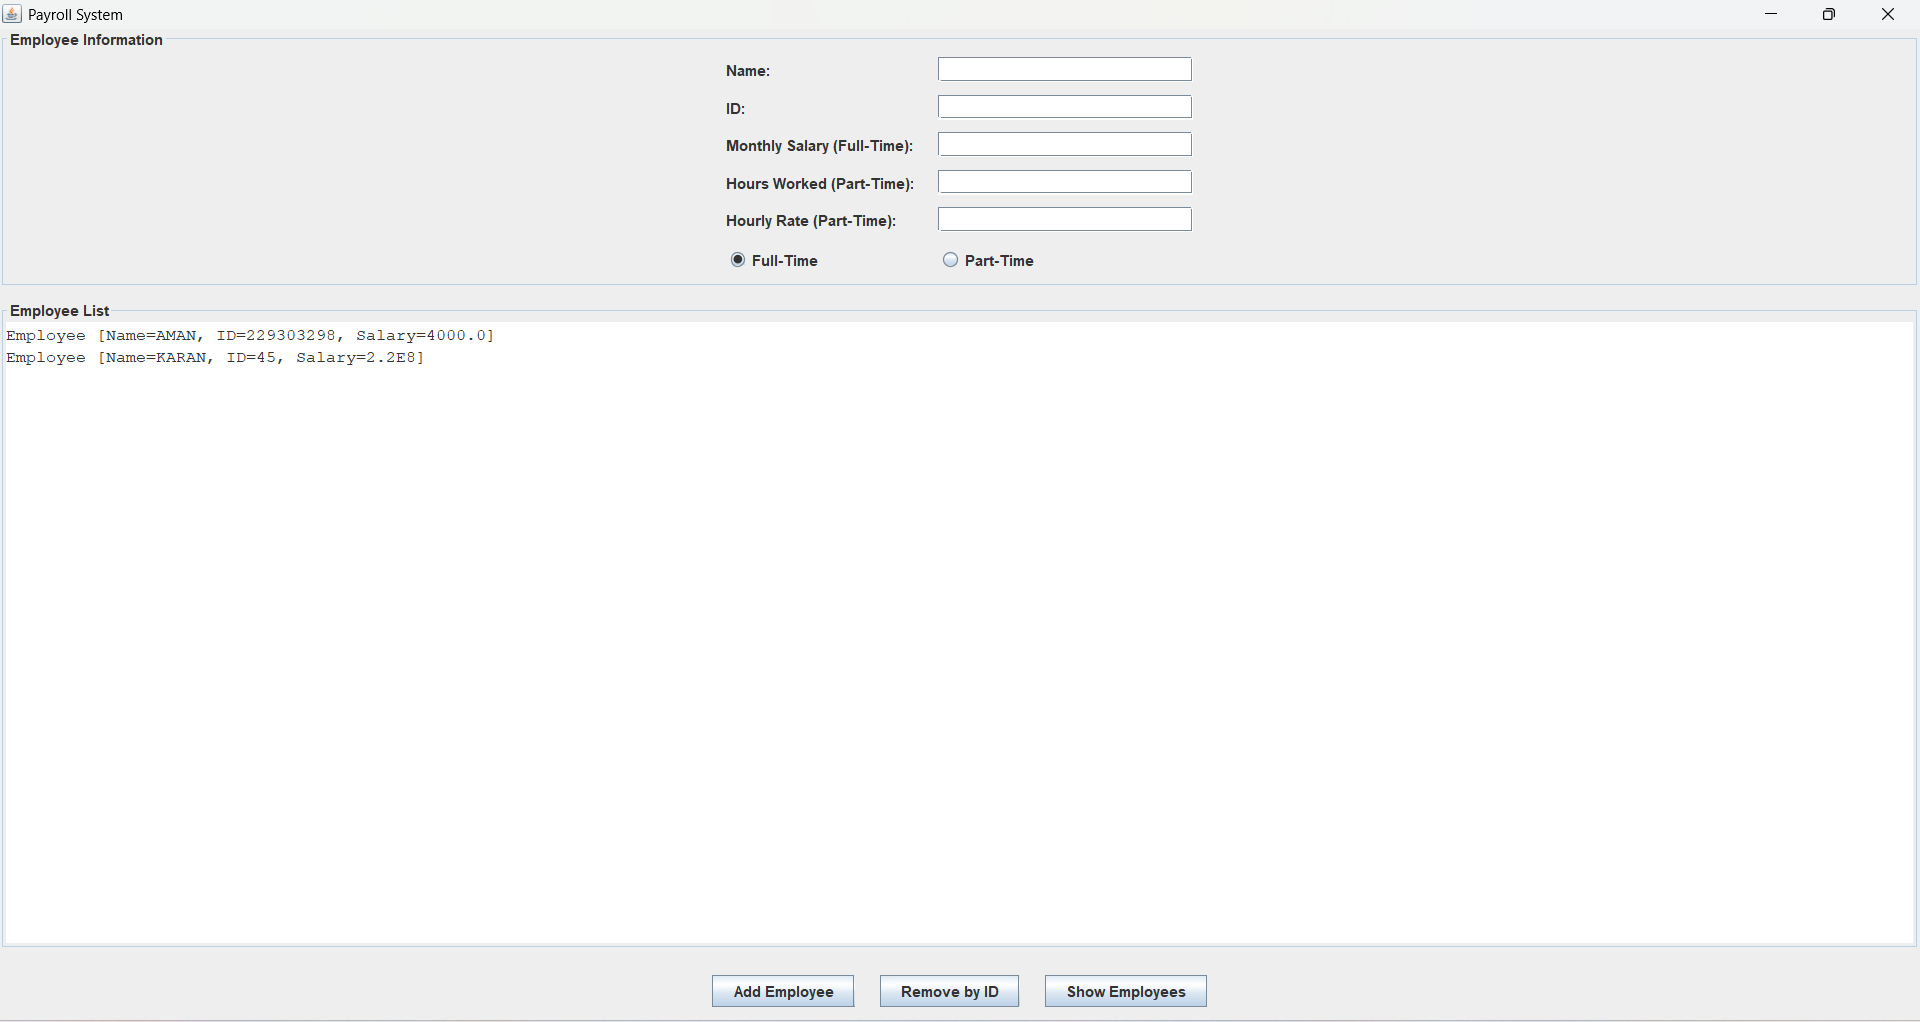 Payroll System
Employee Information
Name:
ID:
Monthly Salary (Full-Time):
Hours Worked (Part-Time):
Hourly Rate (Part-Time):
Full-Time Part-Time
Employee List
Employee [Name=AMAN, ID=229303298, Salary=4000.0]
Employee [Name=KARAN, ID=45, Salary=2.2E8]
Add Employee Remove by ID Show Employees